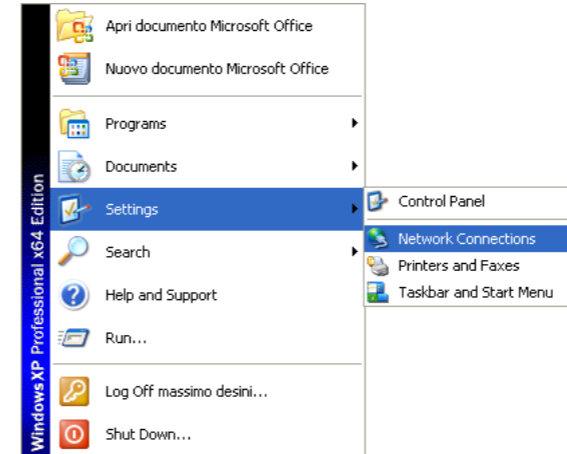 Apri documento Microsoft Office
Nuovo documento Microsoft Office
Programs
Documents
Settings
Search
Help and Support
Run...
Log Off massimo desini...
Shut Down...
Control Panel
Network Connections
Printers and Faxes
Taskbar and Start Menu
Windows XP Professional x64 Edition